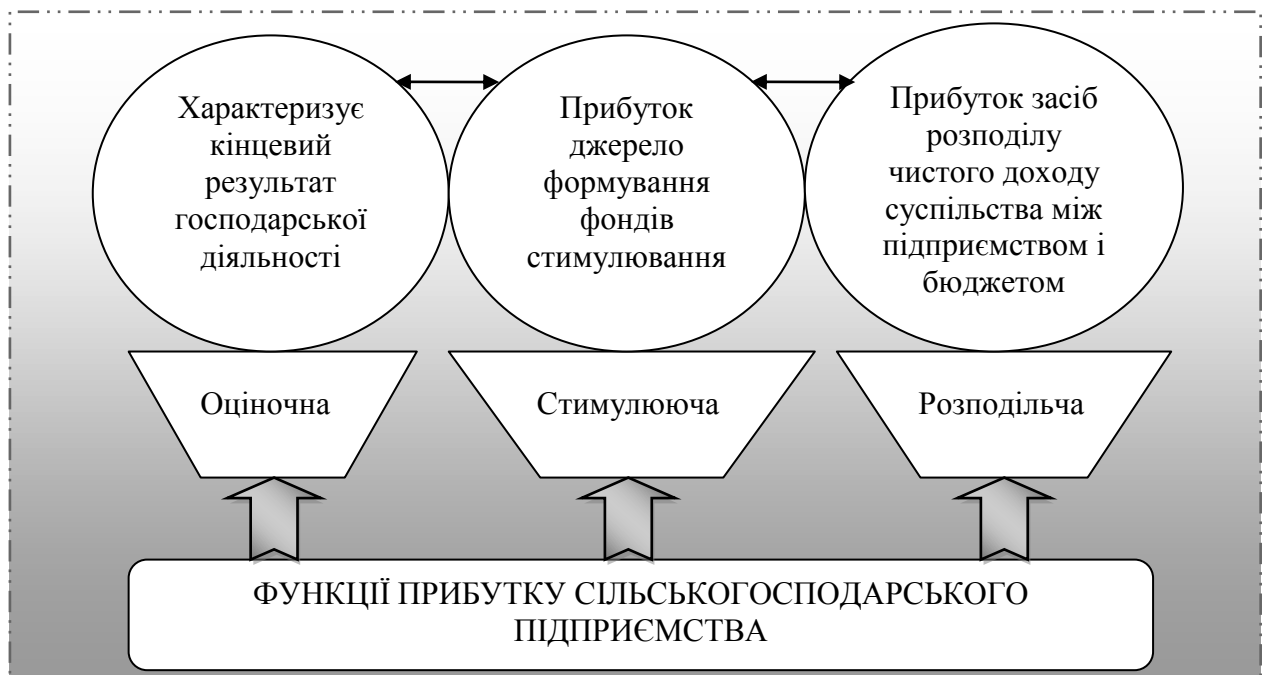 Характеризує
кінцевий
результат
господарської
діяльності
Прибуток
джерело
формування
фондів
стимулювання
Прибуток засіб
розподілу
чистого доходу
суспільства між
підприємством і
бюджетом
Оціночна
Стимулююча
Розподільча
ФУНКЦІЇ ПРИБУТКУ СІЛЬСЬКОГОСПОДАРСЬКОГО
ПІДПРИЄМСТВА